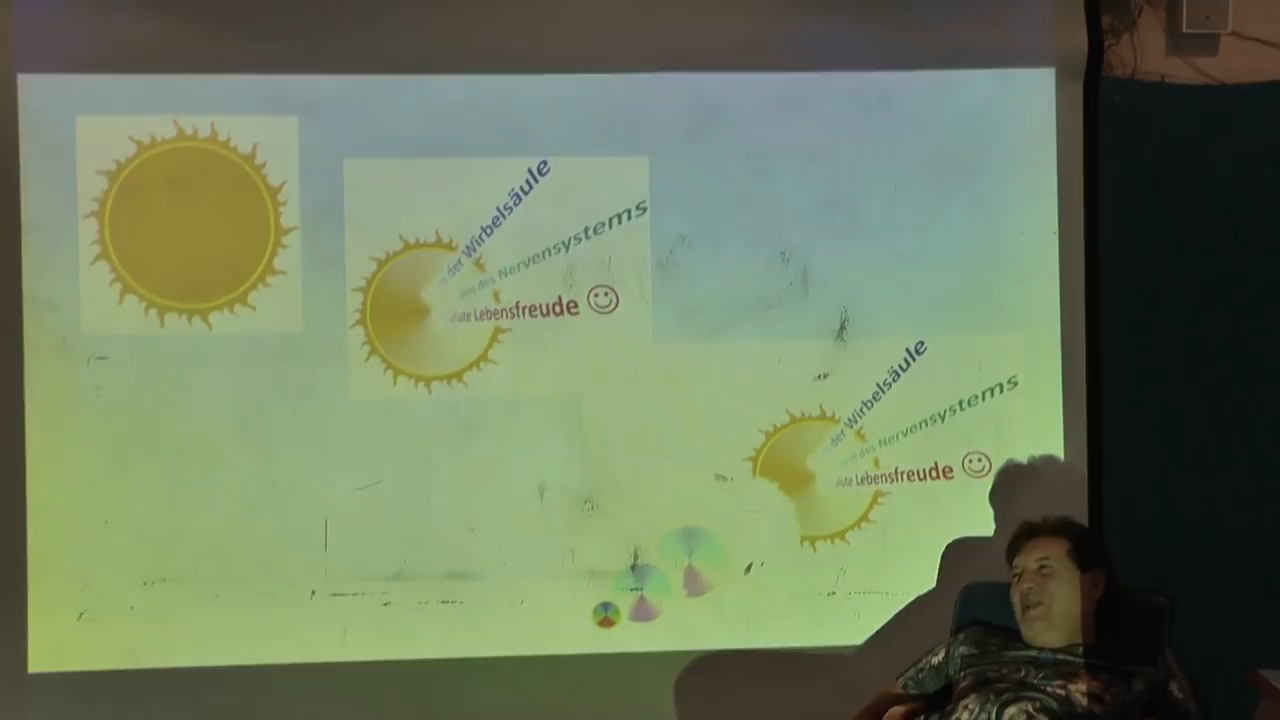 der Wirbelsäule
des Nervensystems
Lebensfreude
der Wirbelsäule
des Nervensystems
Lebensfreude